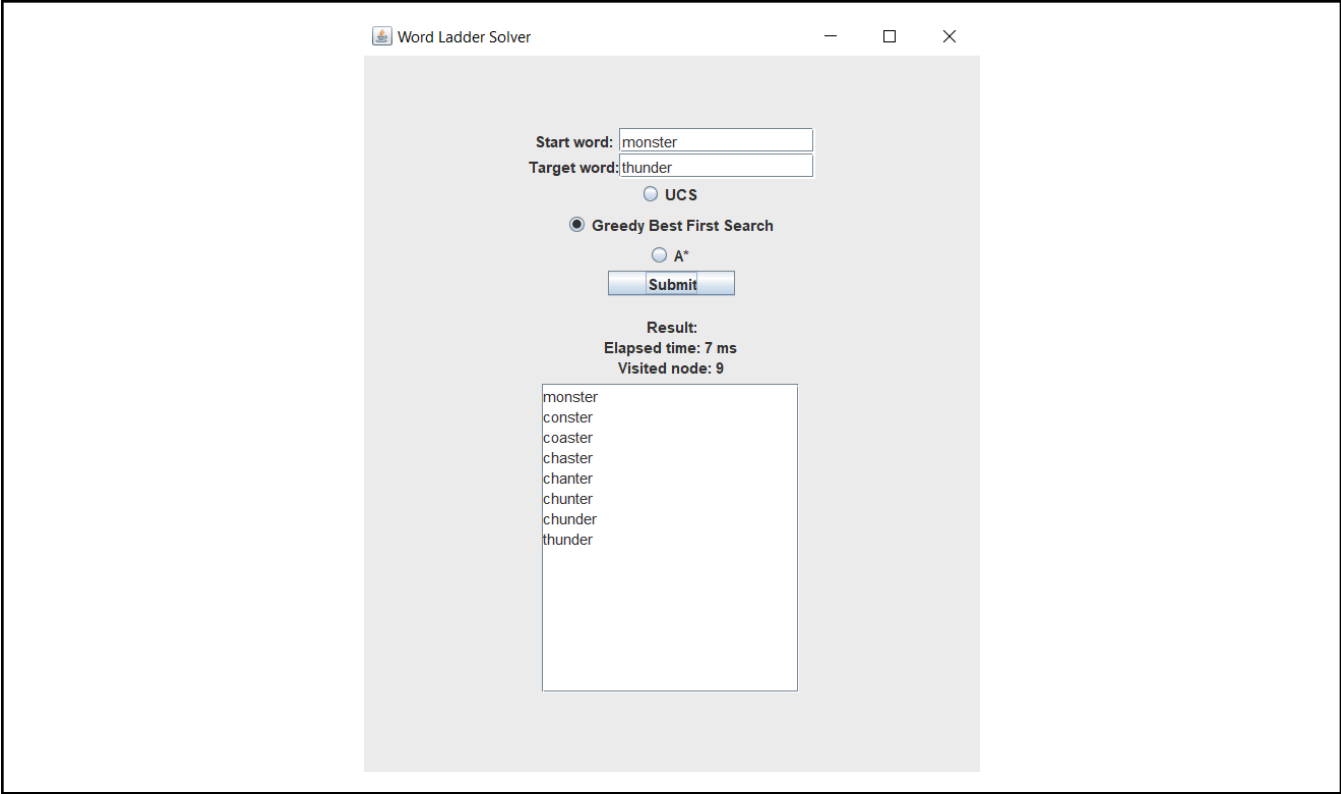 Word Ladder Solver
Start word: monster
Target word: thunder
UCS
Greedy Best First Search
A*
Submit
Result:
Elapsed time: 7 ms
Visited node: 9
monster
conster
coaster
chaster
chanter
chunter
chunder
thunder